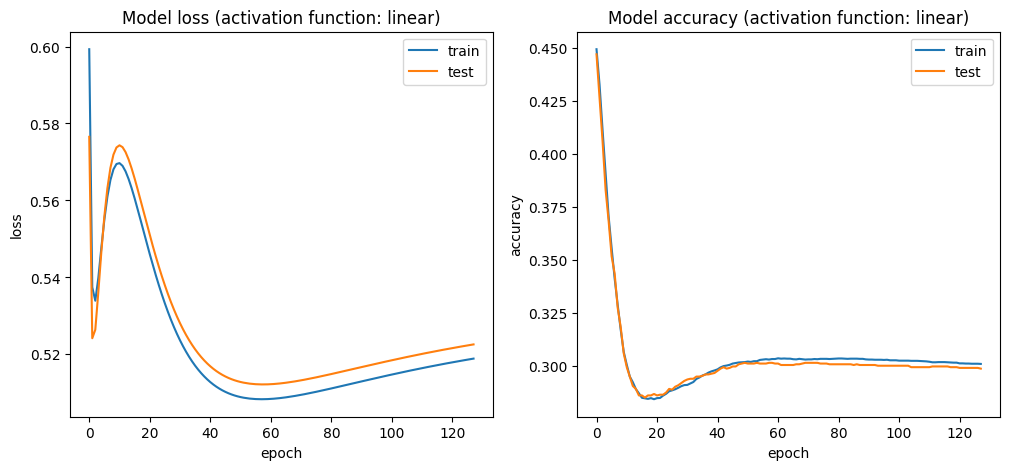 Model loss (activation function: linear)
train
test
0.60
0.58
0.56
0.54
0.52
loss
0 20 40 60 80 100 120
epoch
Model accuracy (activation function: linear)
train
test
0.450
0.425
0.400
0.375
0.350
0.325
0.300
accuracy
0 20 40 60 80 100 120
epoch